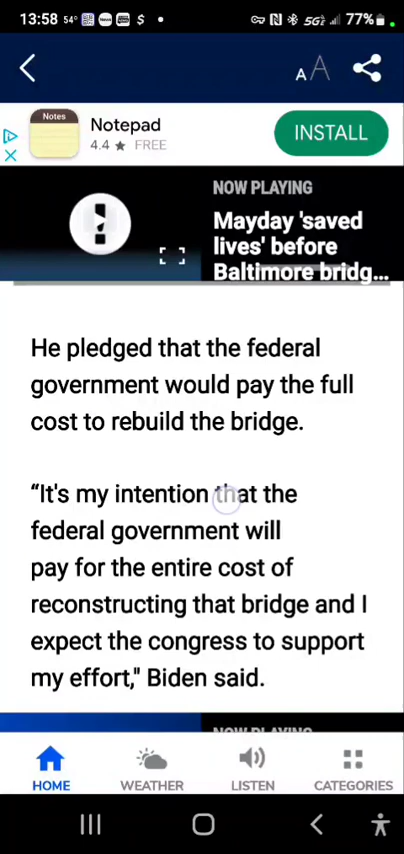 13:58 54° $ 5G 77%
A A
Notes
Notepad
4.4 ★ FREE
INSTALL
NOW PLAYING
Mayday 'saved
lives' before
Baltimore bridg...
He pledged that the federal
government would pay the full
cost to rebuild the bridge.
“It's my intention that the
federal government will
pay for the entire cost of
reconstructing that bridge and I
expect the congress to support
my effort," Biden said.
NOW PLAYING
HOME WEATHER LISTEN CATEGORIES